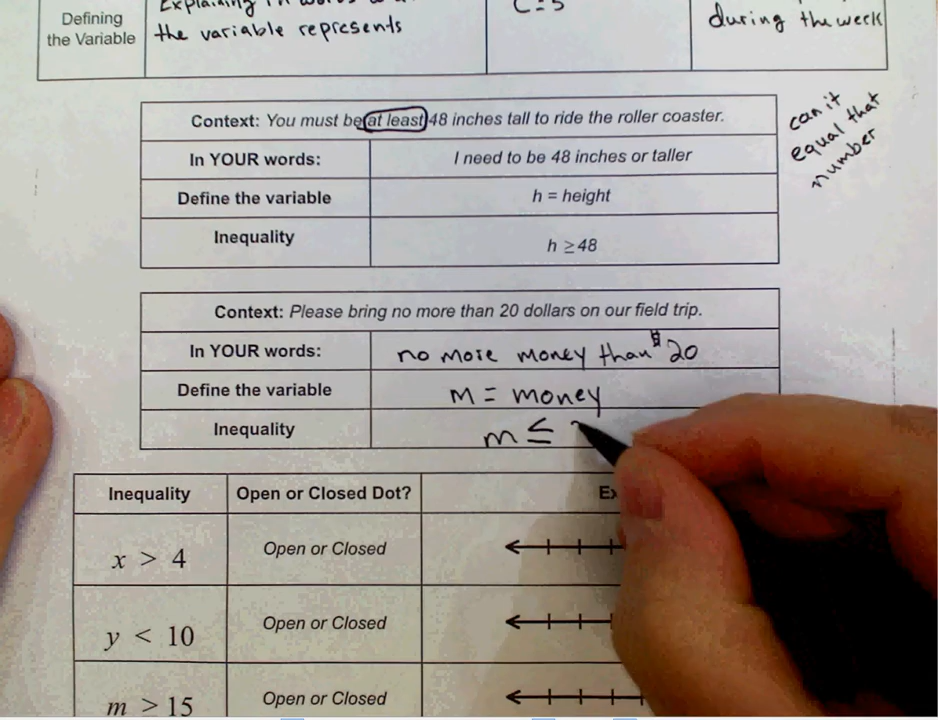 the variable represents
Defining
the Variable
C = 5
during the week
Context: You must be at least 48 inches tall to ride the roller coaster.
In YOUR words:
I need to be 48 inches or taller
Define the variable
h = height
Inequality
h ≥ 48
can it
equal that
number
Context: Please bring no more than 20 dollars on our field trip.
In YOUR words:
no more money than $20
Define the variable
m = money
Inequality
m ≤
Inequality
Open or Closed Dot?
x > 4
Open or Closed
y < 10
Open or Closed
m > 15
Open or Closed